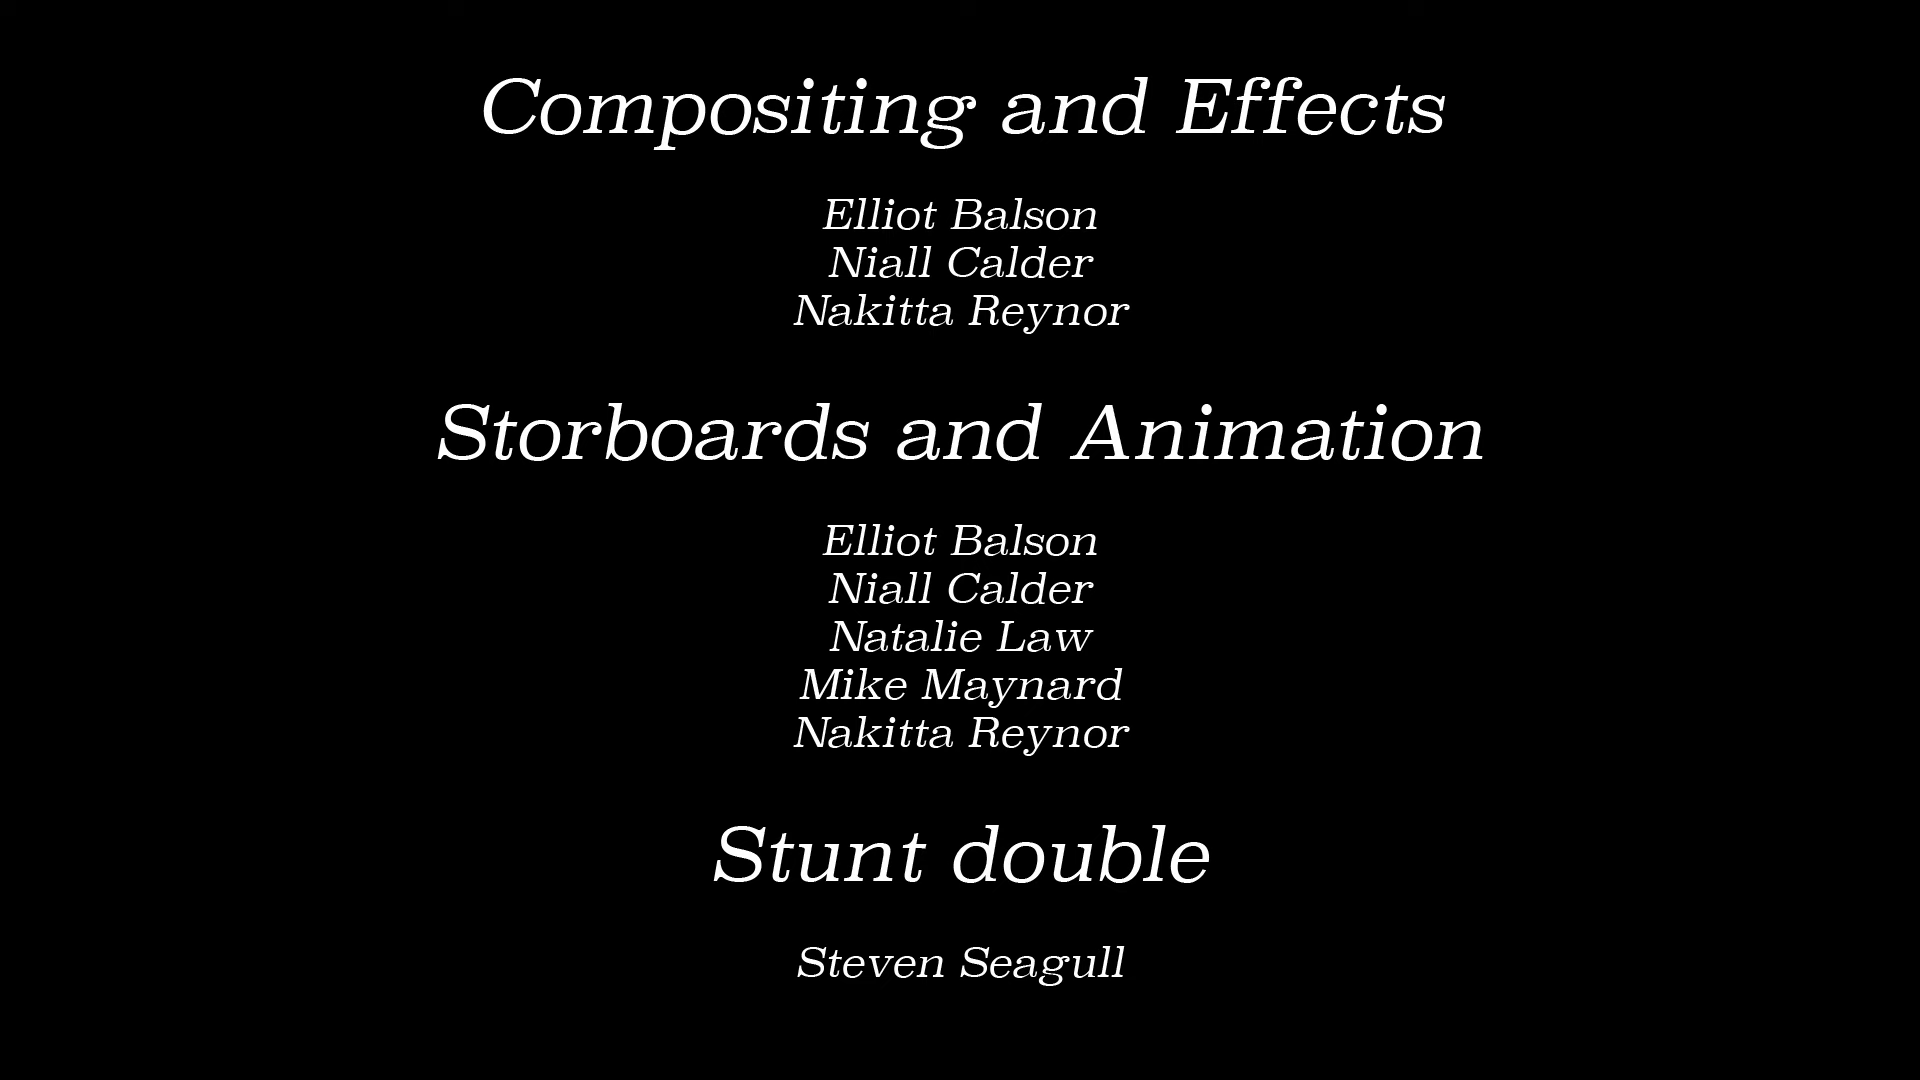 Compositing and Effects
Elliot Balson
Niall Calder
Nakitta Reynor
Storboards and Animation
Elliot Balson
Niall Calder
Natalie Law
Mike Maynard
Nakitta Reynor
Stunt double
Steven Seagull